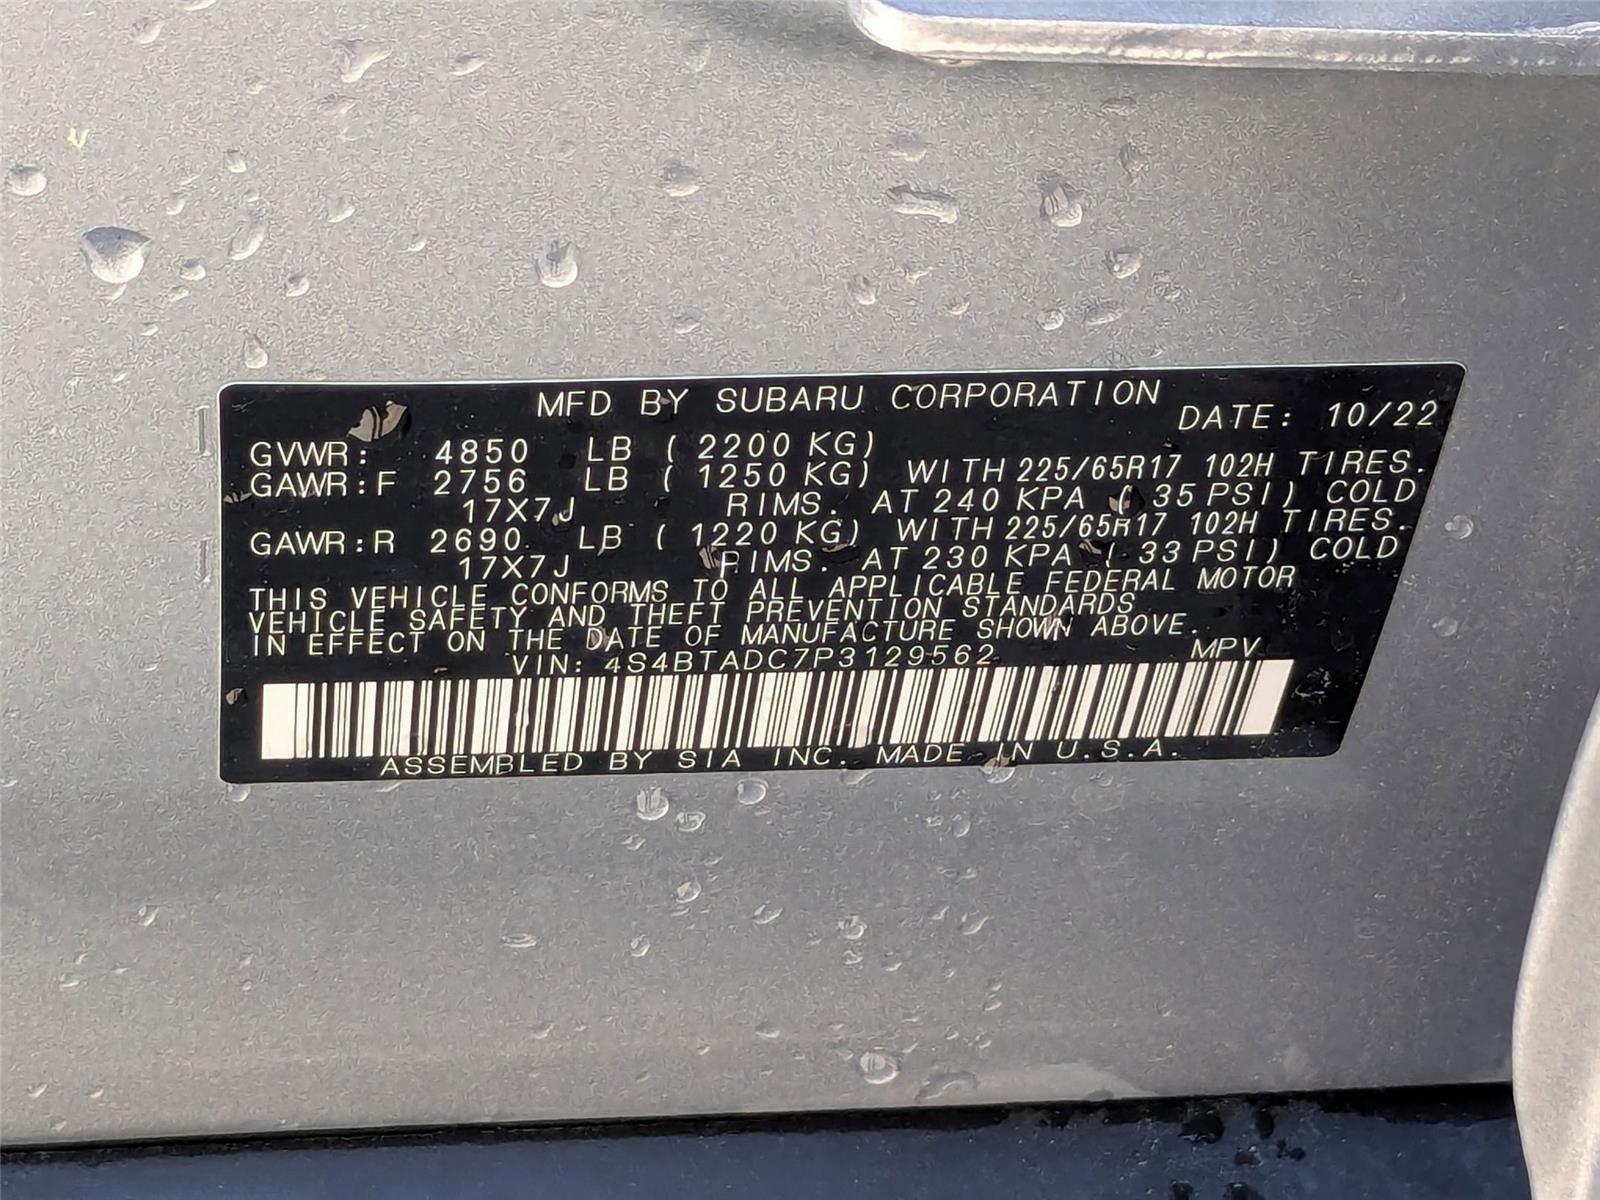 MFD BY SUBARU CORPORATION
DATE: 10/22
GVWR: 4850 LB (2200 KG)
GAWR:F 2756 LB (1250 KG) WITH 225/65R17 102H TIRES.
17X7J RIMS. AT 240 KPA (35 PSI) COLD
GAWR:R 2690 LB (1220 KG) WITH 225/65R17 102H TIRES.
17X7J RIMS. AT 230 KPA (33 PSI) COLD
THIS VEHICLE CONFORMS TO ALL APPLICABLE FEDERAL MOTOR
VEHICLE SAFETY AND THEFT PREVENTION STANDARDS
IN EFFECT ON THE DATE OF MANUFACTURE SHOWN ABOVE.
VIN: 4S4BTADC7P3129562 MPV
ASSEMBLED BY SIA INC. MADE IN U.S.A.